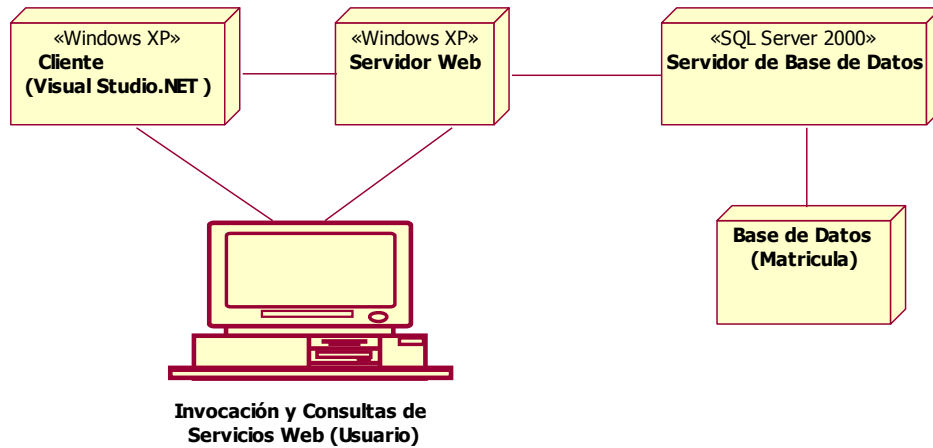 «Windows XP»
Cliente
(Visual Studio.NET )
«Windows XP»
Servidor Web
«SQL Server 2000»
Servidor de Base de Datos
Base de Datos
(Matricula)
Invocación y Consultas de
Servicios Web (Usuario)